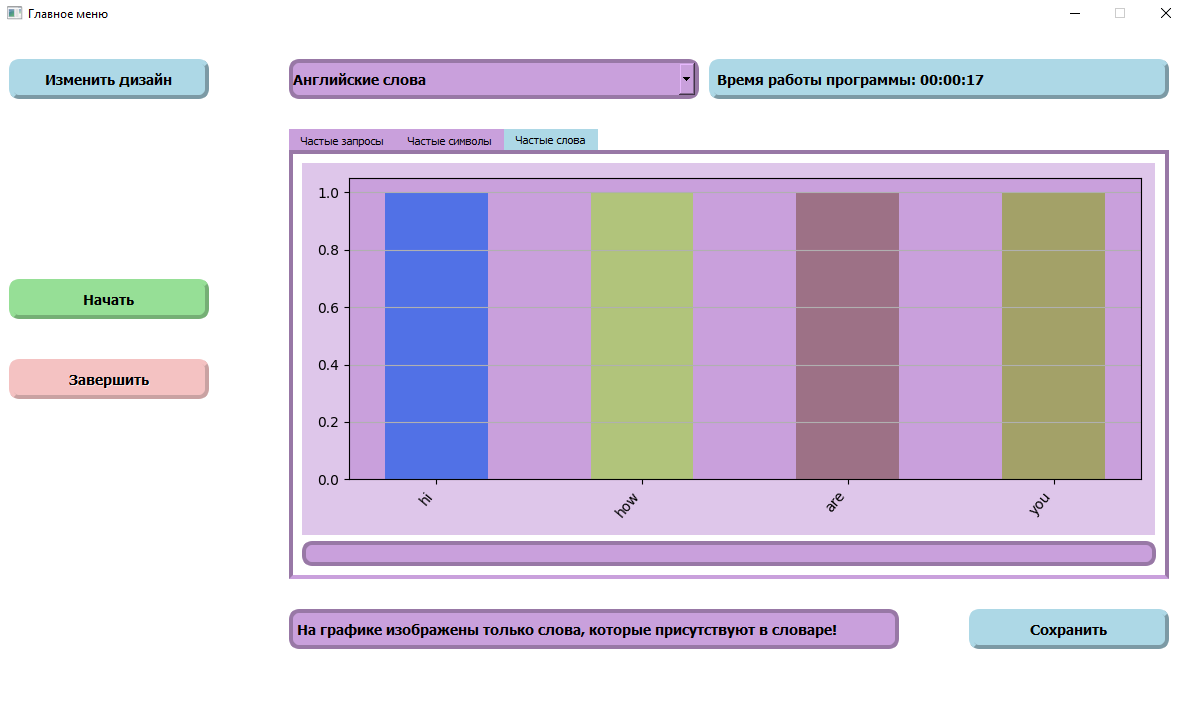 Главное меню
Изменить дизайн
Английские слова
Время работы программы: 00:00:17
Частые запросы
Частые символы
Частые слова
Начать
Завершить
1.0
0.8
0.6
0.4
0.2
0.0
hi
how
are
you
На графике изображены только слова, которые присутствуют в словаре!
Сохранить